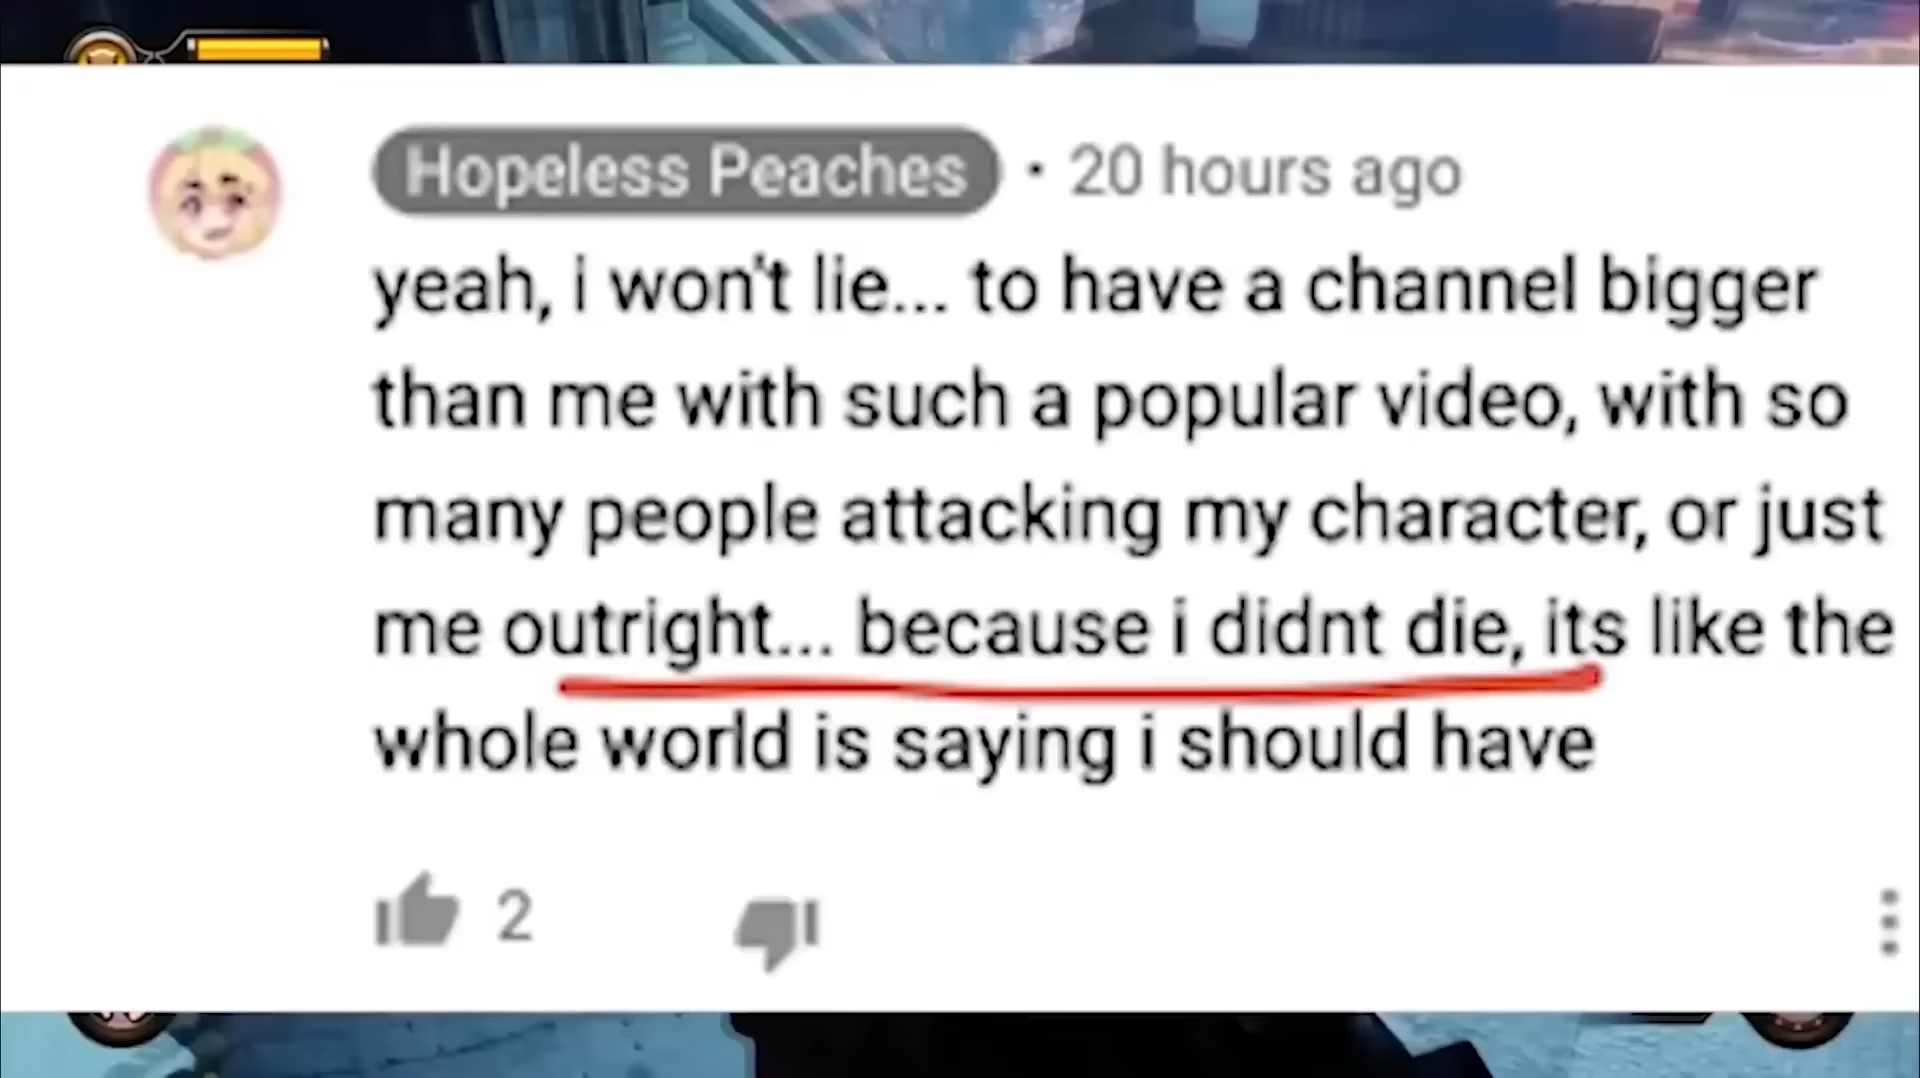 Hopeless Peaches · 20 hours ago
yeah, i won't lie... to have a channel bigger
than me with such a popular video, with so
many people attacking my character, or just
me outright... because i didnt die, its like the
whole world is saying i should have
2